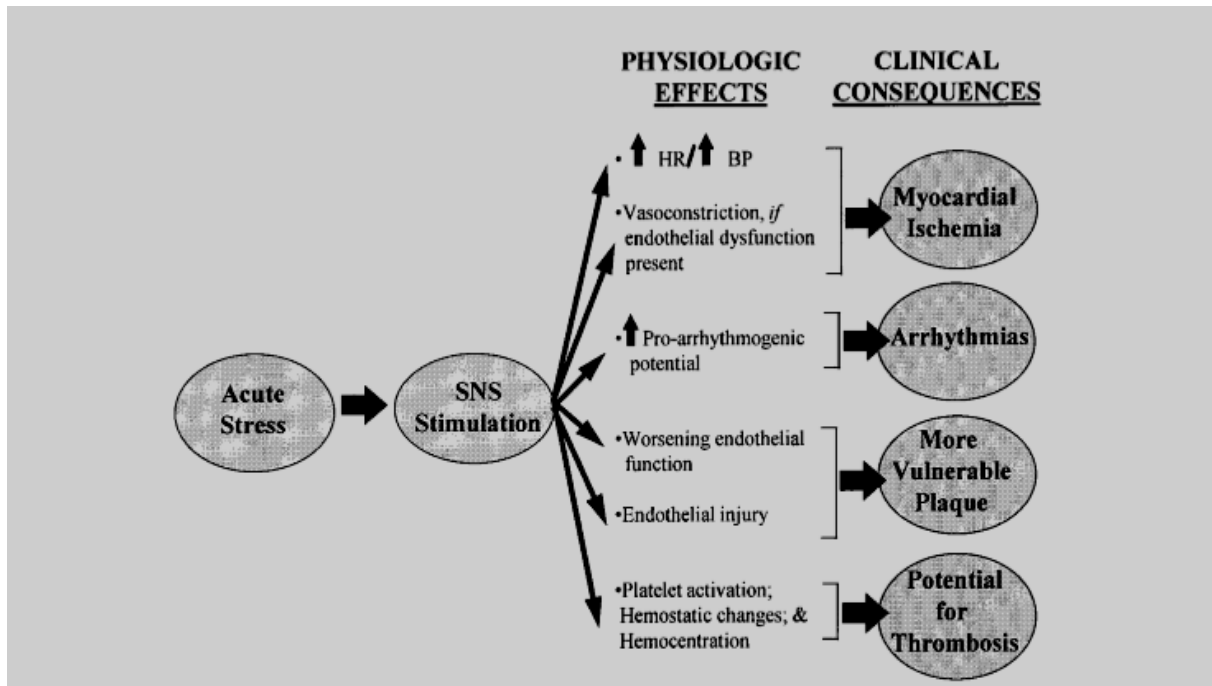 PHYSIOLOGIC
EFFECTS
CLINICAL
CONSEQUENCES
• ⬆ HR/⬆ BP
•Vasoconstriction, if
endothelial dysfunction
present
Myocardial
Ischemia
•⬆ Pro-arrhythmogenic
potential
Arrhythmias
Acute
Stress
SNS
Stimulation
•Worsening endothelial
function
•Endothelial injury
More
Vulnerable
Plaque
•Platelet activation;
Hemostatic changes; &
Hemocentration
Potential
for
Thrombosis